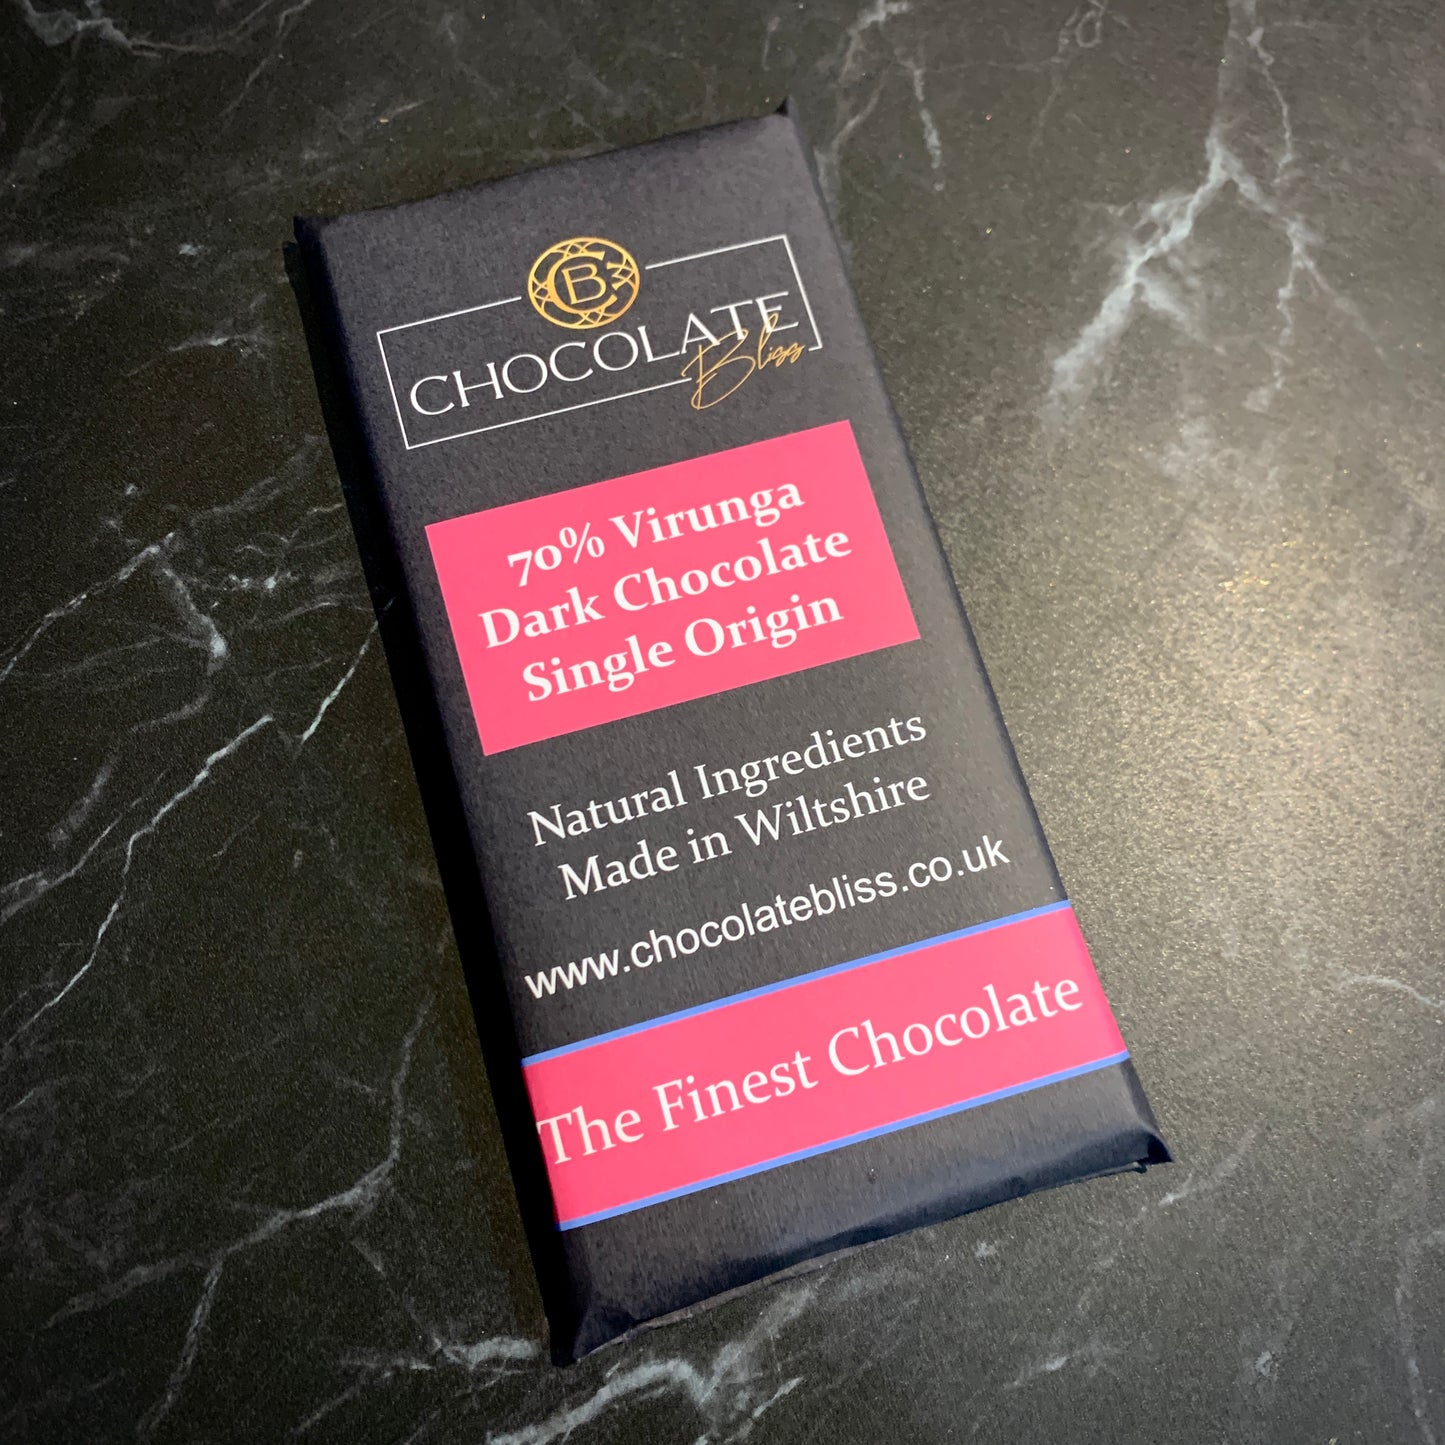 CB
CHOCOLATE
Bliss
70% Virunga
Dark Chocolate
Single Origin
Natural Ingredients
Made in Wiltshire
www.chocolatebliss.co.uk
The Finest Chocolate